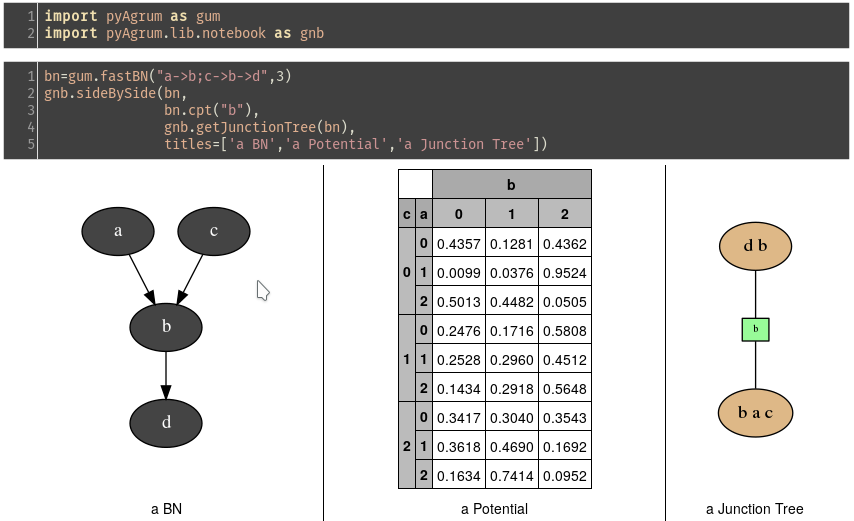 1 import pyAgrum as gum
2 import pyAgrum.lib.notebook as gnb
1 bn=gum.fastBN("a->b;c->b->d",3)
2 gnb.sideBySide(bn,
3 bn.cpt("b"),
4 gnb.getJunctionTree(bn),
5 titles=['a BN','a Potential','a Junction Tree'])
a c
b
d
a BN
b
c a 0 1 2
0 0 0.4357 0.1281 0.4362
1 0.0099 0.0376 0.9524
2 0.5013 0.4482 0.0505
1 0 0.2476 0.1716 0.5808
1 0.2528 0.2960 0.4512
2 0.1434 0.2918 0.5648
2 0 0.3417 0.3040 0.3543
1 0.3618 0.4690 0.1692
2 0.1634 0.7414 0.0952
a Potential
d b
b
b a c
a Junction Tree